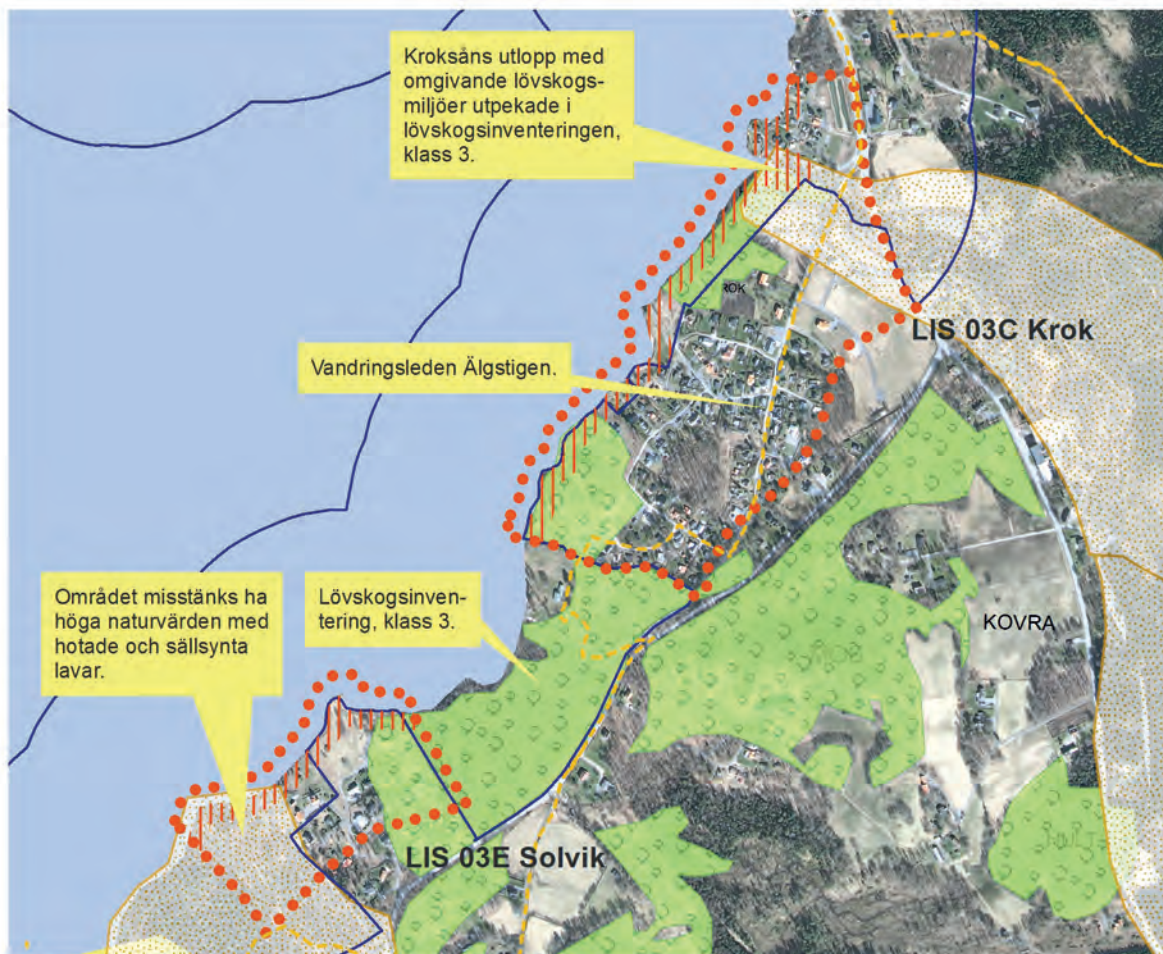 Kroksåns utlopp med
omgivande lövskogs-
miljöer utpekade i
lövskogsinventeringen,
klass 3.
ROK
LIS 03C Krok
Vandringsleden Älgstigen.
Området misstänks ha
höga naturvärden med
hotade och sällsynta
lavar.
Lövskogsinven-
tering, klass 3.
KOVRA
LIS 03E Solvik